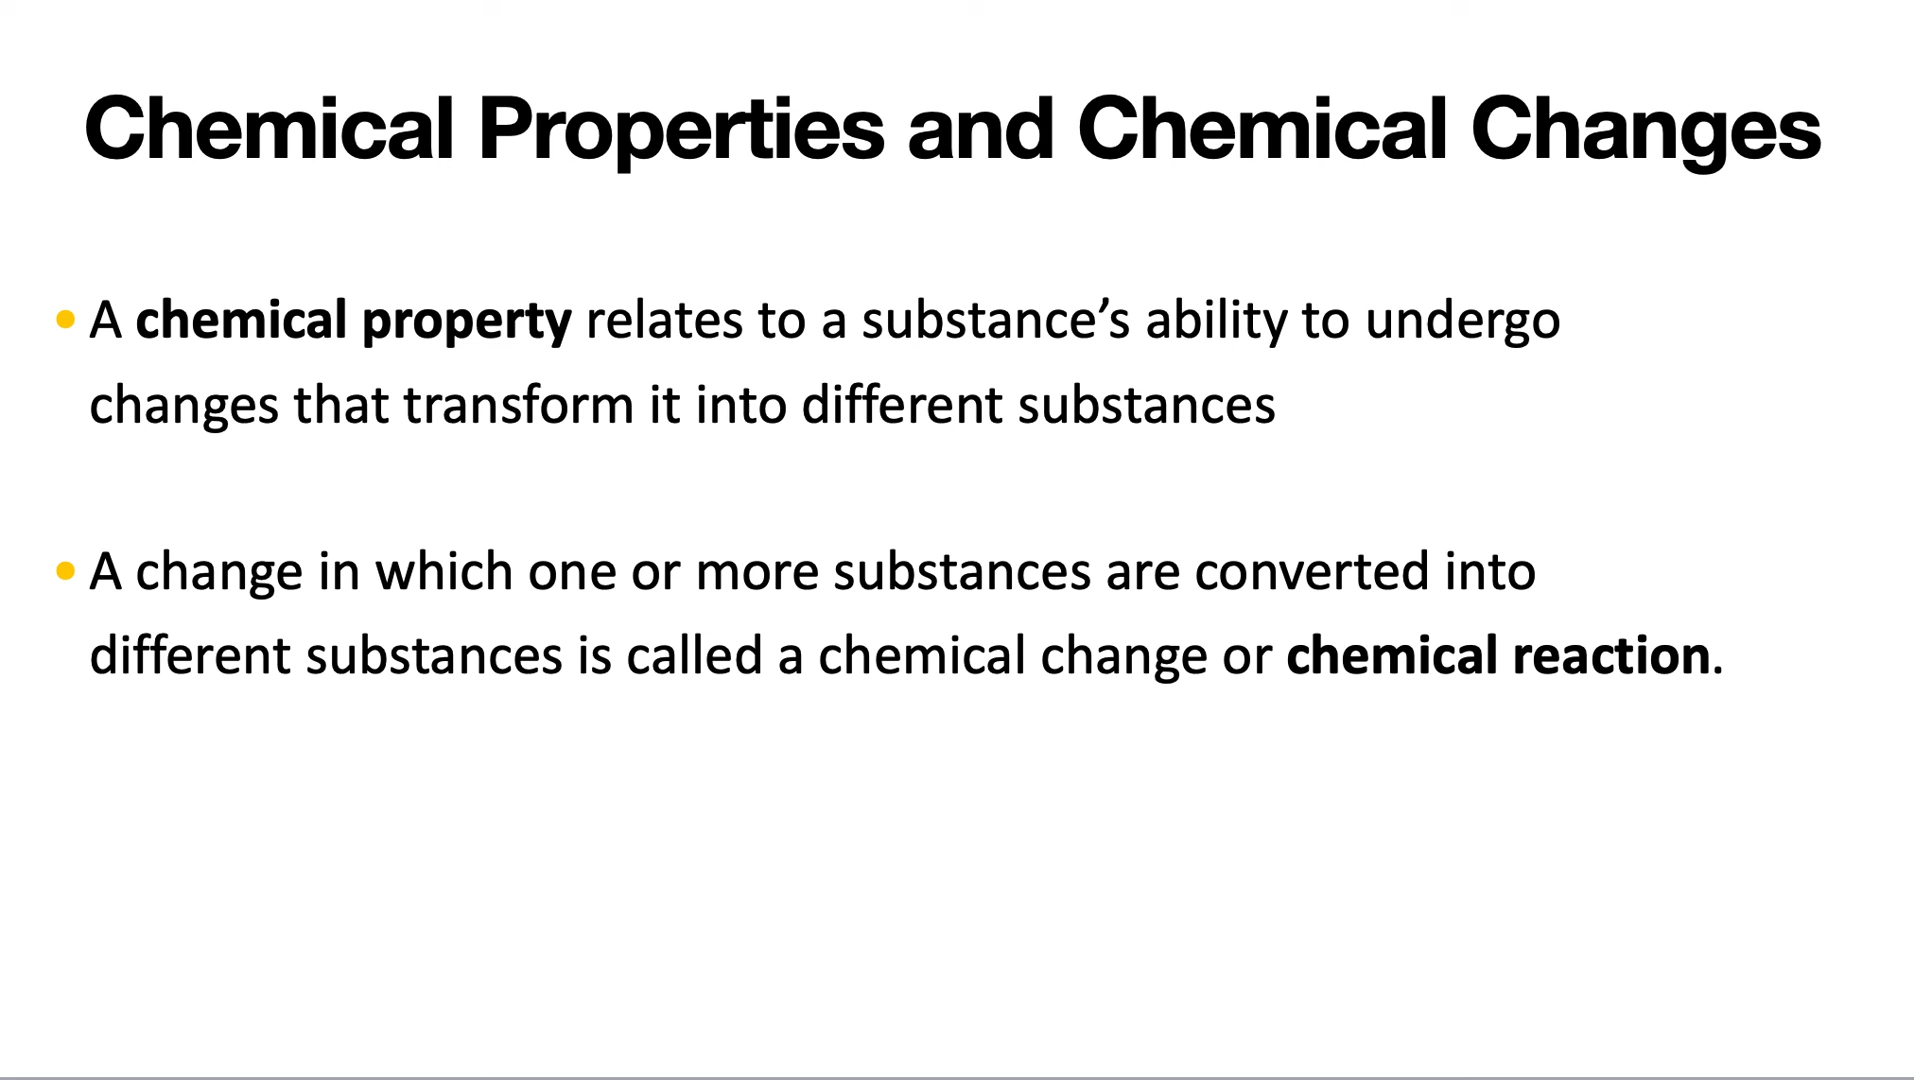 Chemical Properties and Chemical Changes
• A chemical property relates to a substance’s ability to undergo
changes that transform it into different substances
• A change in which one or more substances are converted into
different substances is called a chemical change or chemical reaction.